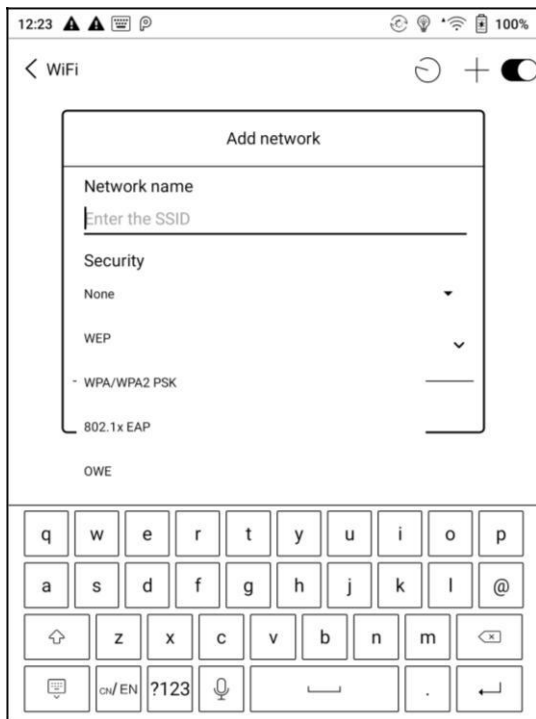 12:23 100%
WiFi
Add network
Network name
Enter the SSID
Security
None
WEP
WPA/WPA2 PSK
802.1x EAP
OWE
q w e r t y u i o p
a s d f g h j k l @
z x c v b n m
CN/EN ?123 .